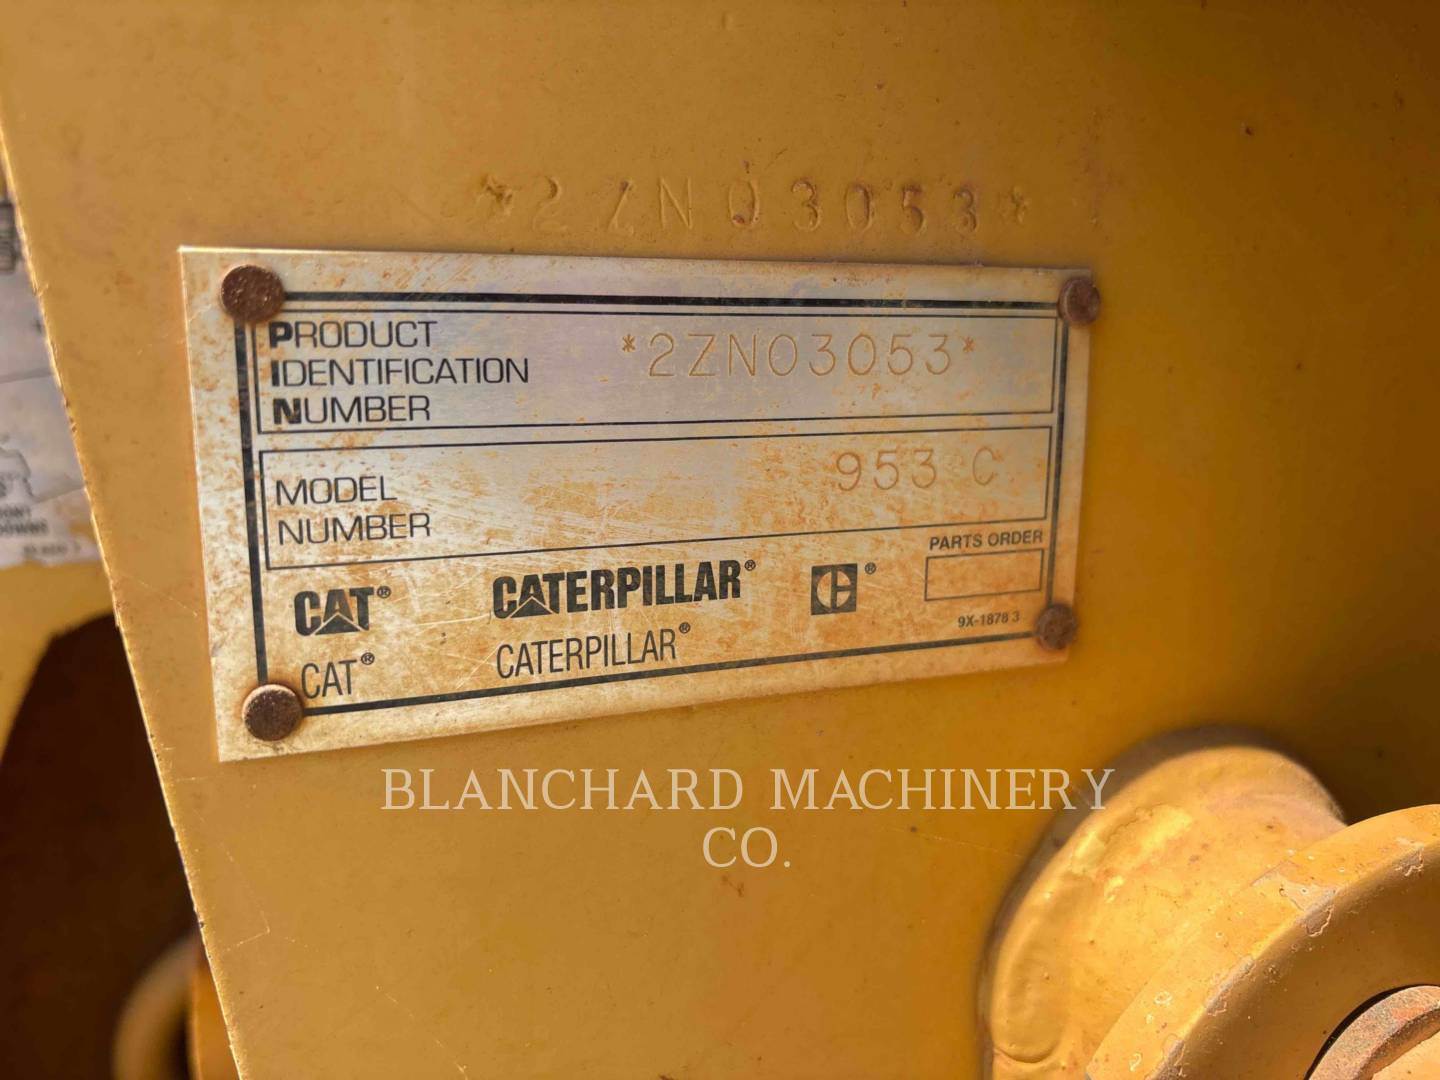 *2ZN03053*
PRODUCT
IDENTIFICATION
NUMBER
*2ZN03053*
MODEL
NUMBER
953 C
PARTS ORDER
CAT®
CATERPILLAR®
C®
9X-1878 3
CAT®
CATERPILLAR®
BLANCHARD MACHINERY
CO.